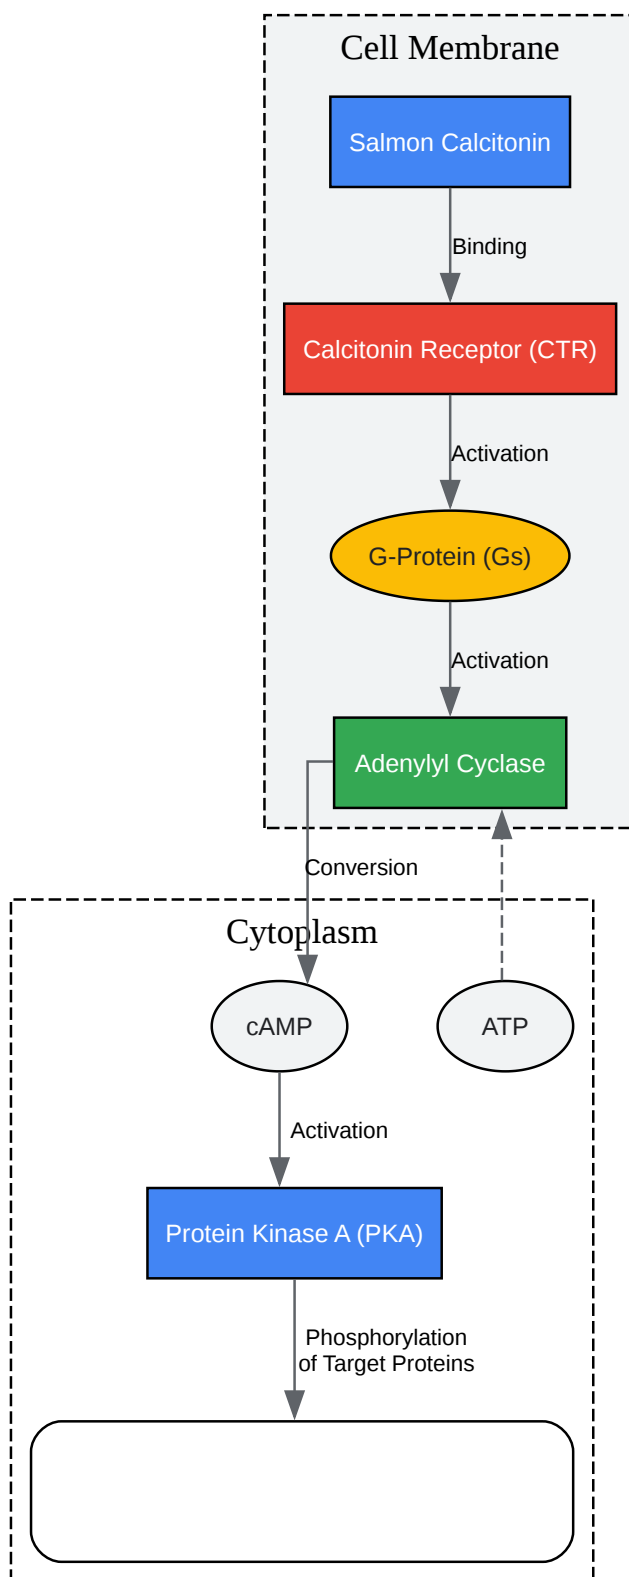 Cell Membrane
Salmon Calcitonin
Binding
Calcitonin Receptor (CTR)
Activation
G-Protein (Gs)
Activation
Adenylyl Cyclase
Conversion
Cytoplasm
cAMP
ATP
Activation
Protein Kinase A (PKA)
Phosphorylation
of Target Proteins